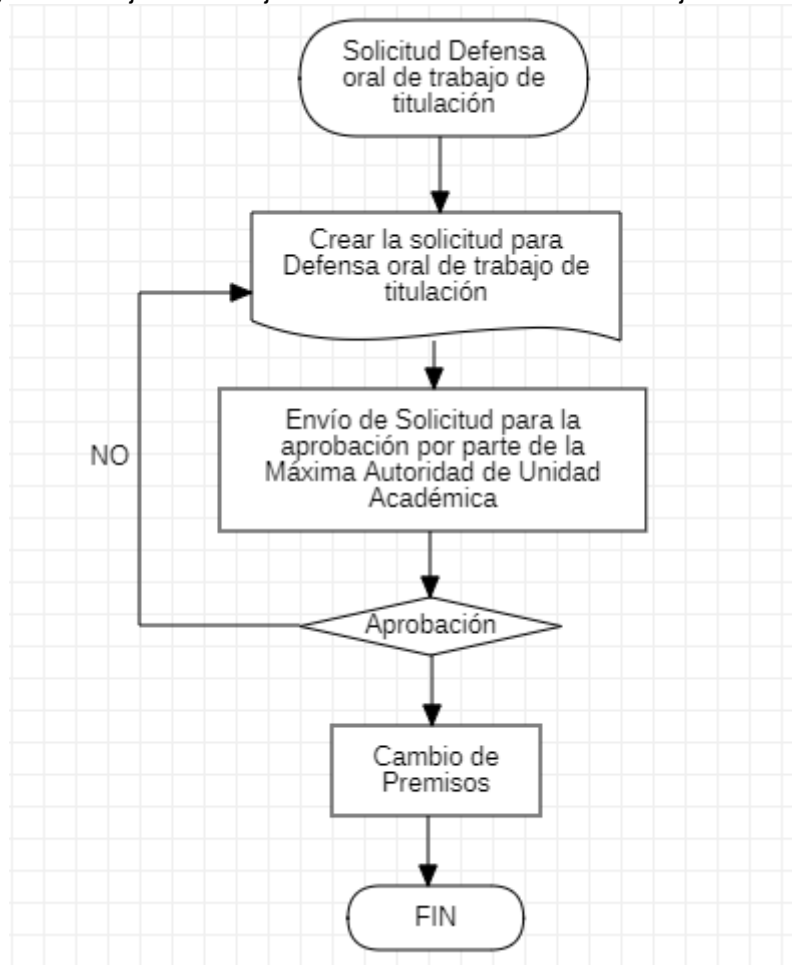 Solicitud Defensa
oral de trabajo de
titulación
Crear la solicitud para
Defensa oral de trabajo de
titulación
Envío de Solicitud para la
aprobación por parte de la
Máxima Autoridad de Unidad
Académica
NO
Aprobación
Cambio de
Premisos
FIN